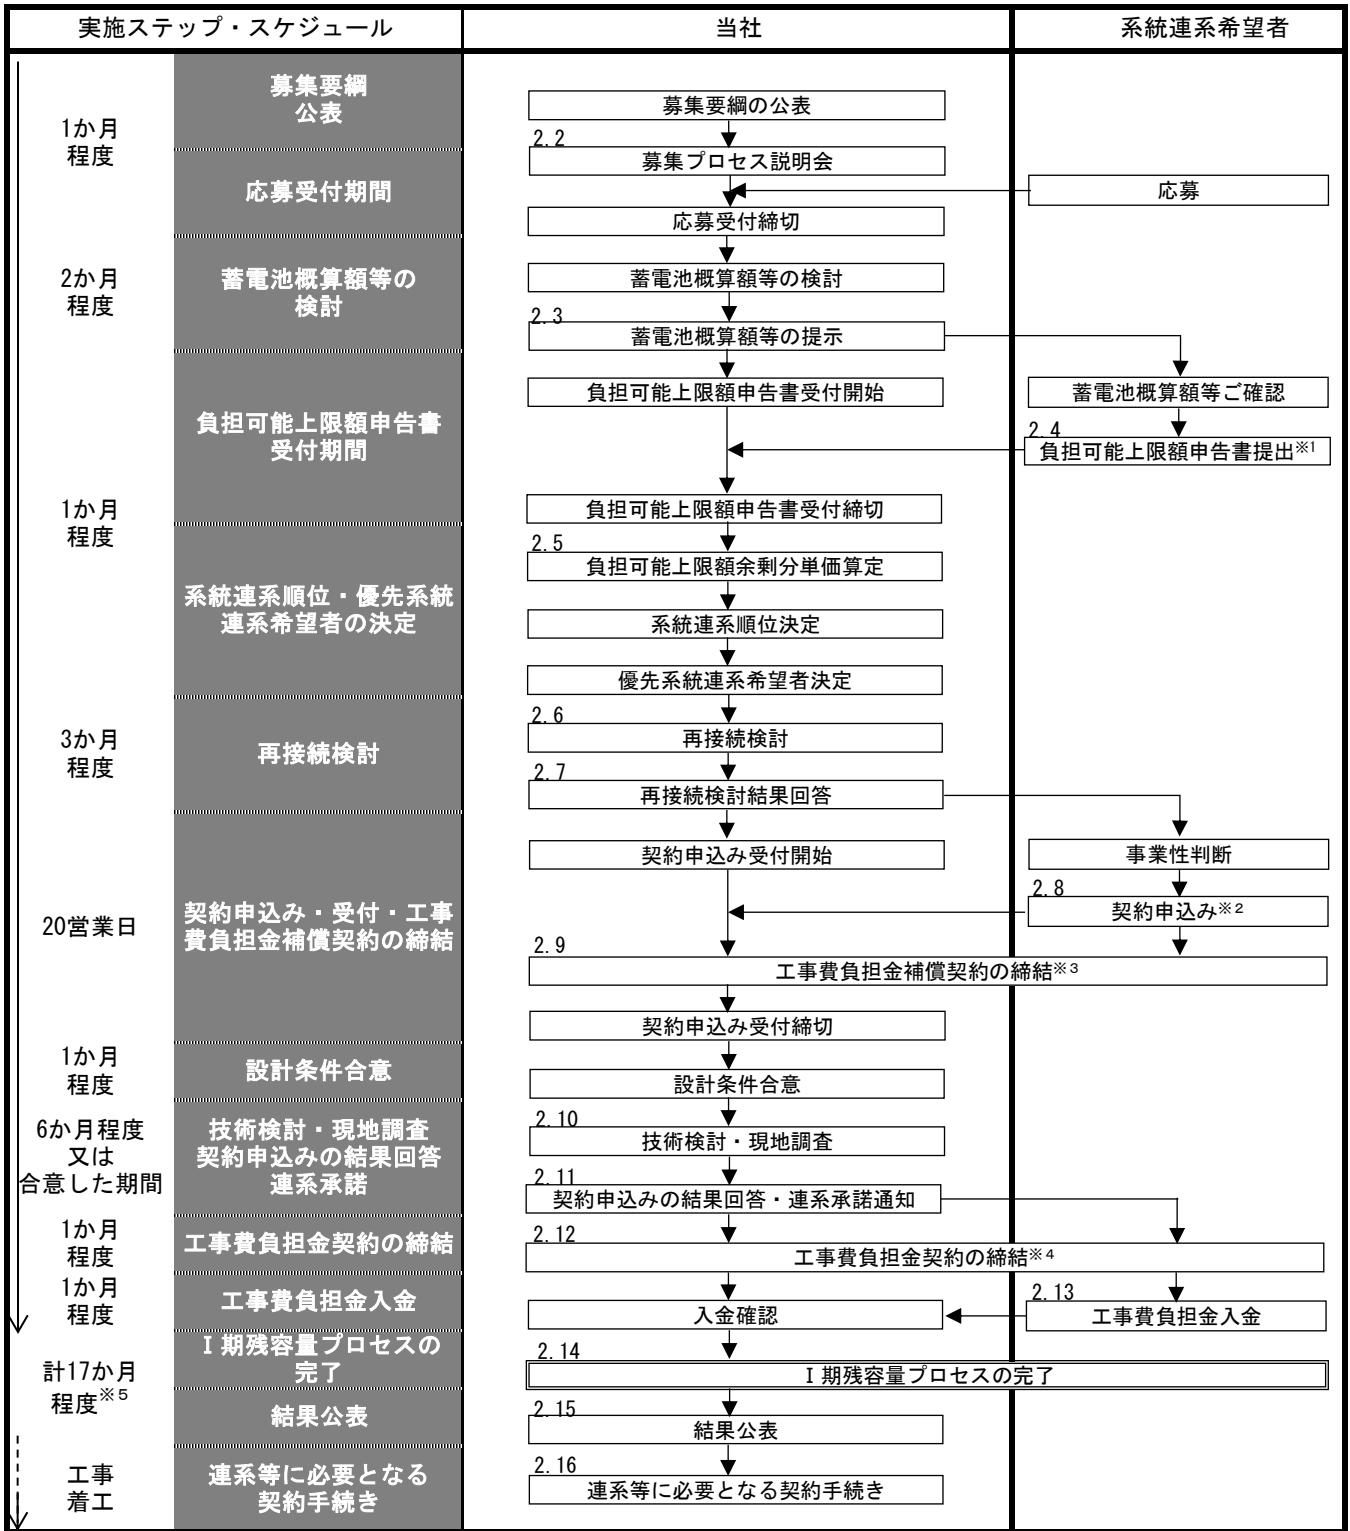 実施ステップ・スケジュール
当社
系統連系希望者
1か月
程度
募集要綱
公表
募集要綱の公表
2.2
募集プロセス説明会
応募受付期間
応募
応募受付締切
2か月
程度
蓄電池概算額等の
検討
蓄電池概算額等の検討
2.3
蓄電池概算額等の提示
負担可能上限額申告書受付開始
蓄電池概算額等ご確認
負担可能上限額申告書
受付期間
2.4
負担可能上限額申告書提出※1
1か月
程度
負担可能上限額申告書受付締切
2.5
負担可能上限額余剰分単価算定
系統連系順位・優先系統
連系希望者の決定
系統連系順位決定
優先系統連系希望者決定
3か月
程度
再接続検討
2.6
再接続検討
2.7
再接続検討結果回答
契約申込み受付開始
事業性判断
20営業日
契約申込み・受付・工事
費負担金補償契約の締結
2.8
契約申込み※2
2.9
工事費負担金補償契約の締結※3
契約申込み受付締切
1か月
程度
設計条件合意
設計条件合意
6か月程度
又は
合意した期間
技術検討・現地調査
契約申込みの結果回答
連系承諾
2.10
技術検討・現地調査
2.11
契約申込みの結果回答・連系承諾通知
1か月
程度
工事費負担金契約の締結
2.12
工事費負担金契約の締結※4
1か月
程度
工事費負担金入金
入金確認
2.13
工事費負担金入金
計17か月
程度※5
Ⅰ期残容量プロセスの
完了
2.14
Ⅰ期残容量プロセスの完了
結果公表
2.15
結果公表
工事
着工
連系等に必要となる
契約手続き
2.16
連系等に必要となる契約手続き